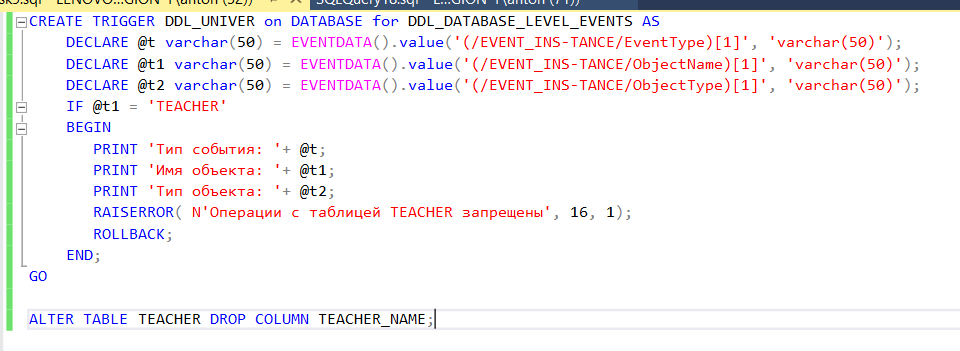 CREATE TRIGGER DDL_UNIVER on DATABASE for DDL_DATABASE_LEVEL_EVENTS AS
DECLARE @t varchar(50) = EVENTDATA().value('(/EVENT_INS-TANCE/EventType)[1]', 'varchar(50)');
DECLARE @t1 varchar(50) = EVENTDATA().value('(/EVENT_INS-TANCE/ObjectName)[1]', 'varchar(50)');
DECLARE @t2 varchar(50) = EVENTDATA().value('(/EVENT_INS-TANCE/ObjectType)[1]', 'varchar(50)');
IF @t1 = 'TEACHER'
BEGIN
PRINT 'Тип события: '+ @t;
PRINT 'Имя объекта: '+ @t1;
PRINT 'Тип объекта: '+ @t2;
RAISERROR( N'Операции с таблицей TEACHER запрещены', 16, 1);
ROLLBACK;
END;
GO
ALTER TABLE TEACHER DROP COLUMN TEACHER_NAME;